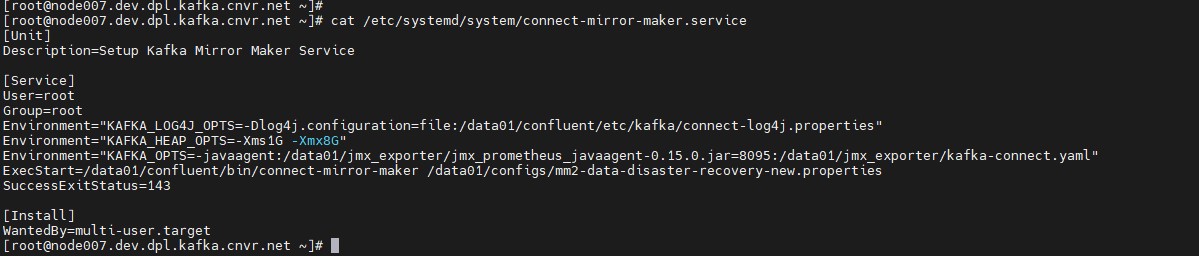 [root@node007.dev.dpl.kafka.cnvr.net ~]#
[root@node007.dev.dpl.kafka.cnvr.net ~]# cat /etc/systemd/system/connect-mirror-maker.service
[Unit]
Description=Setup Kafka Mirror Maker Service
[Service]
User=root
Group=root
Environment="KAFKA_LOG4J_OPTS=-Dlog4j.configuration=file:/data01/confluent/etc/kafka/connect-log4j.properties"
Environment="KAFKA_HEAP_OPTS=-Xms1G -Xmx8G"
Environment="KAFKA_OPTS=-javaagent:/data01/jmx_exporter/jmx_prometheus_javaagent-0.15.0.jar=8095:/data01/jmx_exporter/kafka-connect.yaml"
ExecStart=/data01/confluent/bin/connect-mirror-maker /data01/configs/mm2-data-disaster-recovery-new.properties
SuccessExitStatus=143
[Install]
WantedBy=multi-user.target
[root@node007.dev.dpl.kafka.cnvr.net ~]#